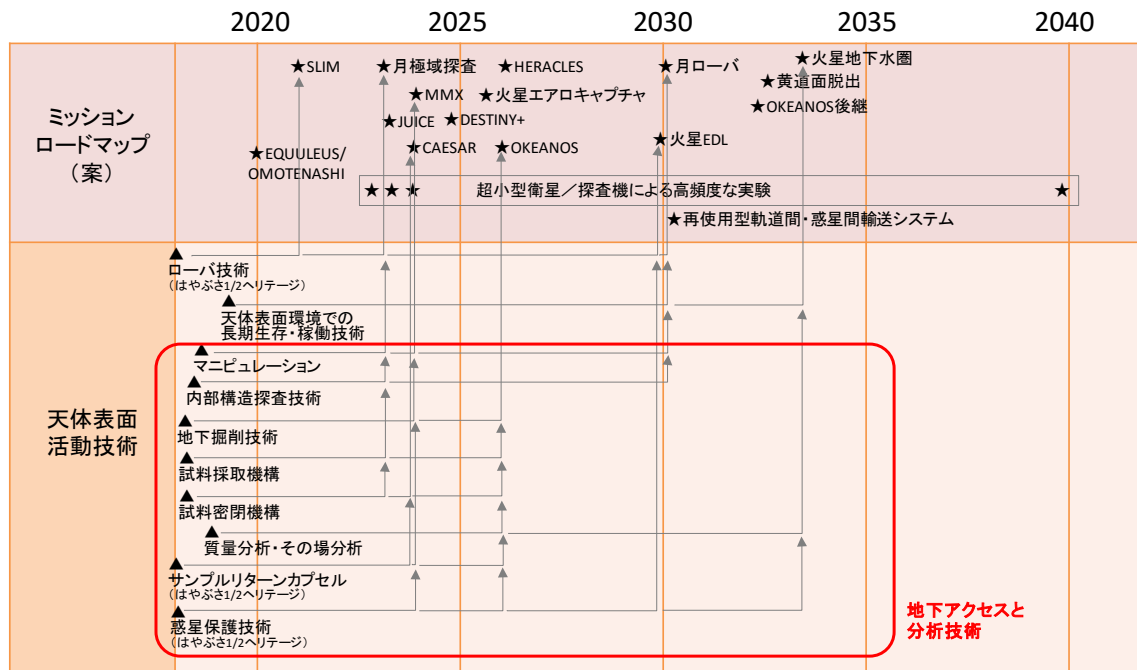 2020 2025 2030 2035 2040
ミッション
ロードマップ
（案）
★SLIM
★月極域探査
★HERACLES
★月ローバ
★火星地下水圏
★MMX
★火星エアロキャプチャ
★黄道面脱出
★JUICE
★DESTINY+
★OKEANOS後継
★EQUULEUS/
OMOTENASHI
★CAESAR
★OKEANOS
★火星EDL
★ ★ ★ 超小型衛星／探査機による高頻度な実験 ★
★再使用型軌道間・惑星間輸送システム
天体表面
活動技術
▲
ローバ技術
（はやぶさ1/2ヘリテージ）
▲
天体表面環境での
長期生存・稼働技術
▲
マニピュレーション
▲
内部構造探査技術
▲
地下掘削技術
▲
試料採取機構
▲
試料密閉機構
▲
質量分析・その場分析
▲
サンプルリターンカプセル
（はやぶさ1/2ヘリテージ）
▲
惑星保護技術
（はやぶさ1/2ヘリテージ）
地下アクセスと
分析技術